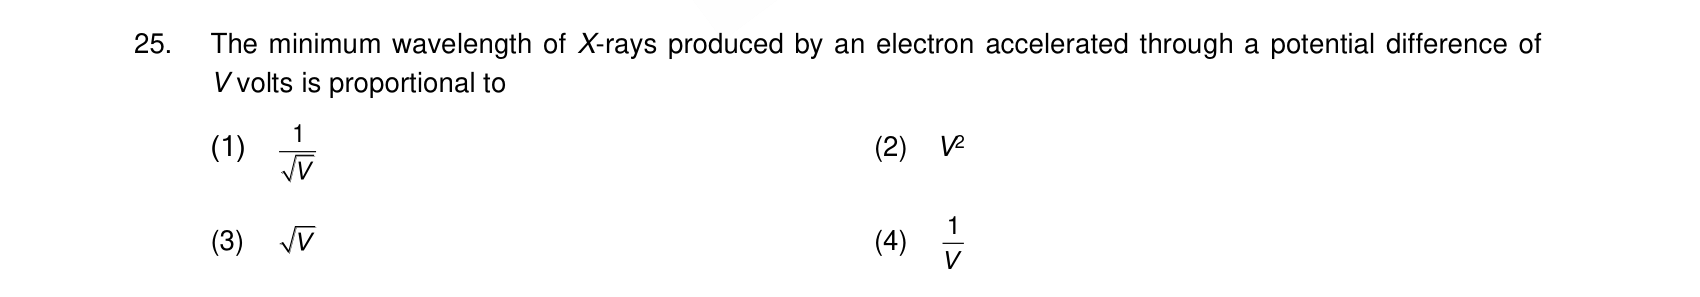 25. The minimum wavelength of X-rays produced by an electron accelerated through a potential difference of
V volts is proportional to
(1) 1/√V (2) V²
(3) √V (4) 1/V